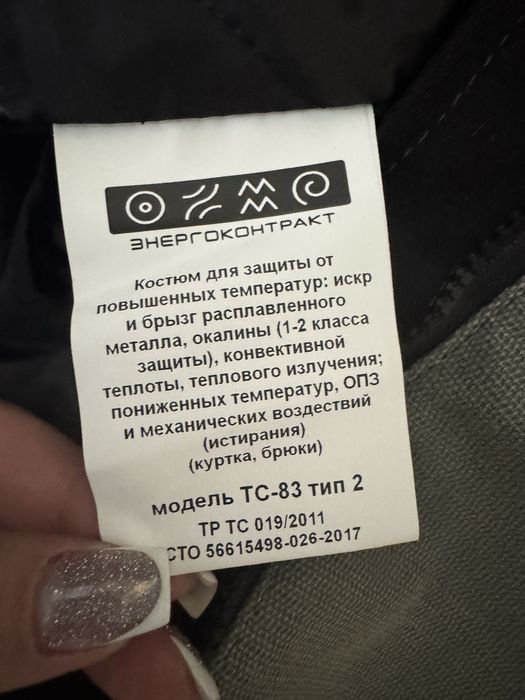 ЭНЕРГОКОНТРАКТ
Костюм для защиты от
повышенных температур: искр
и брызг расплавленного
металла, окалины (1-2 класса
защиты), конвективной
теплоты, теплового излучения;
пониженных температур, ОПЗ
и механических воздествий
(истирания)
(куртка, брюки)
модель ТС-83 тип 2
ТР ТС 019/2011
СТО 56615498-026-2017